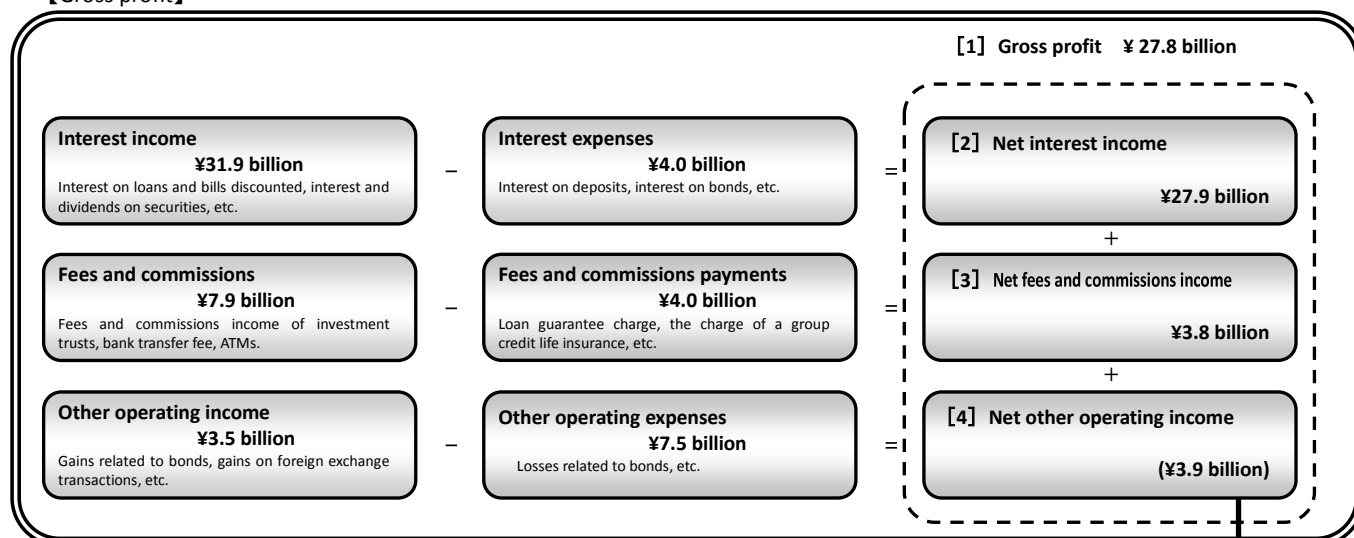 【Gross profit】
[1] Gross profit ¥ 27.8 billion
Interest income
¥31.9 billion
Interest on loans and bills discounted, interest and
dividends on securities, etc.
－
Interest expenses
¥4.0 billion
Interest on deposits, interest on bonds, etc.
＝
[2] Net interest income
¥27.9 billion
＋
Fees and commissions
¥7.9 billion
Fees and commissions income of investment
trusts, bank transfer fee, ATMs.
－
Fees and commissions payments
¥4.0 billion
Loan guarantee charge, the charge of a group
credit life insurance, etc.
＝
[3] Net fees and commissions income
¥3.8 billion
＋
Other operating income
¥3.5 billion
Gains related to bonds, gains on foreign exchange
transactions, etc.
－
Other operating expenses
¥7.5 billion
Losses related to bonds, etc.
＝
[4] Net other operating income
(¥3.9 billion)